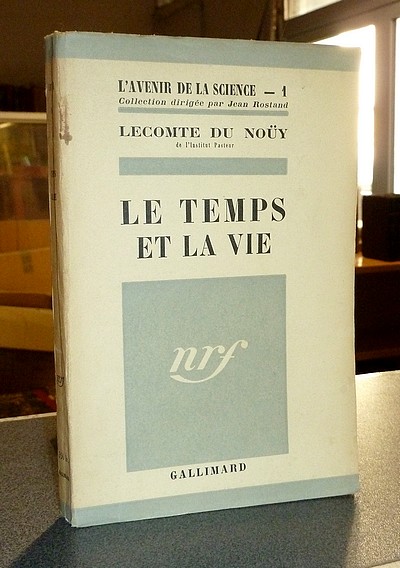 L'AVENIR DE LA SCIENCE — 1
Collection dirigée par Jean Rostand
LECOMTE DU NOÜY
de l'Institut Pasteur
LE TEMPS
ET LA VIE
nrf
GALLIMARD